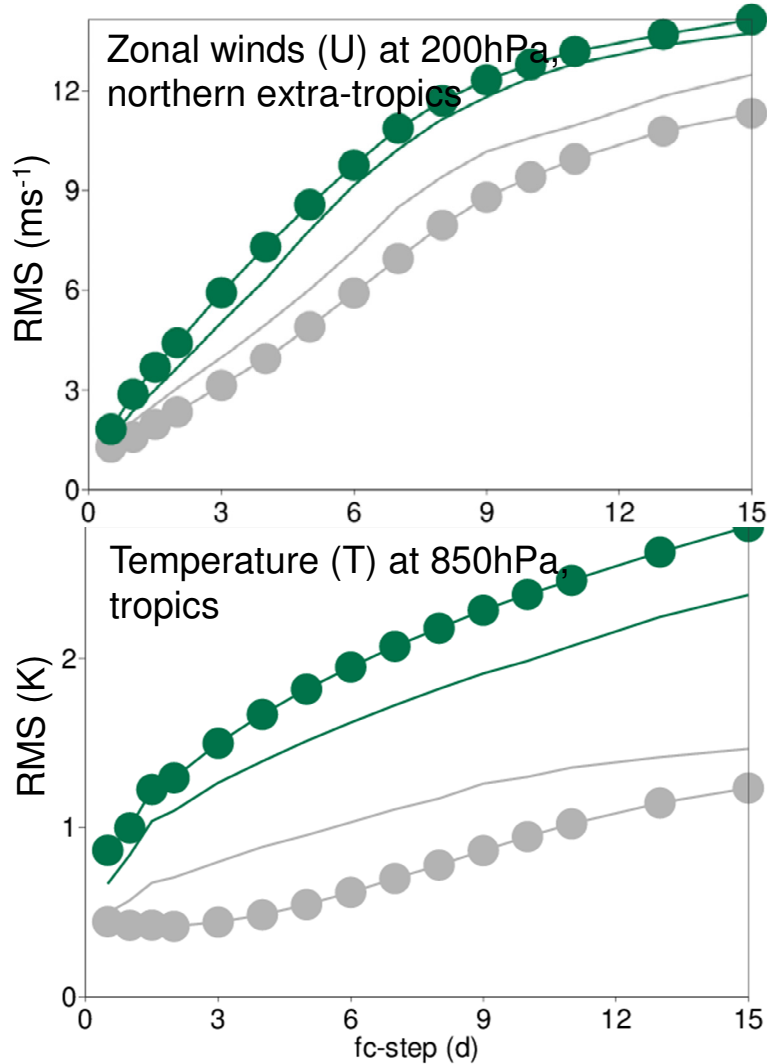 Zonal winds (U) at 200hPa,
northern extra-tropics
RMS (ms-1)
12
9
6
3
0
0 3 6 9 12 15
Temperature (T) at 850hPa,
tropics
RMS (K)
2
1
0
0 3 6 9 12 15
fc-step (d)